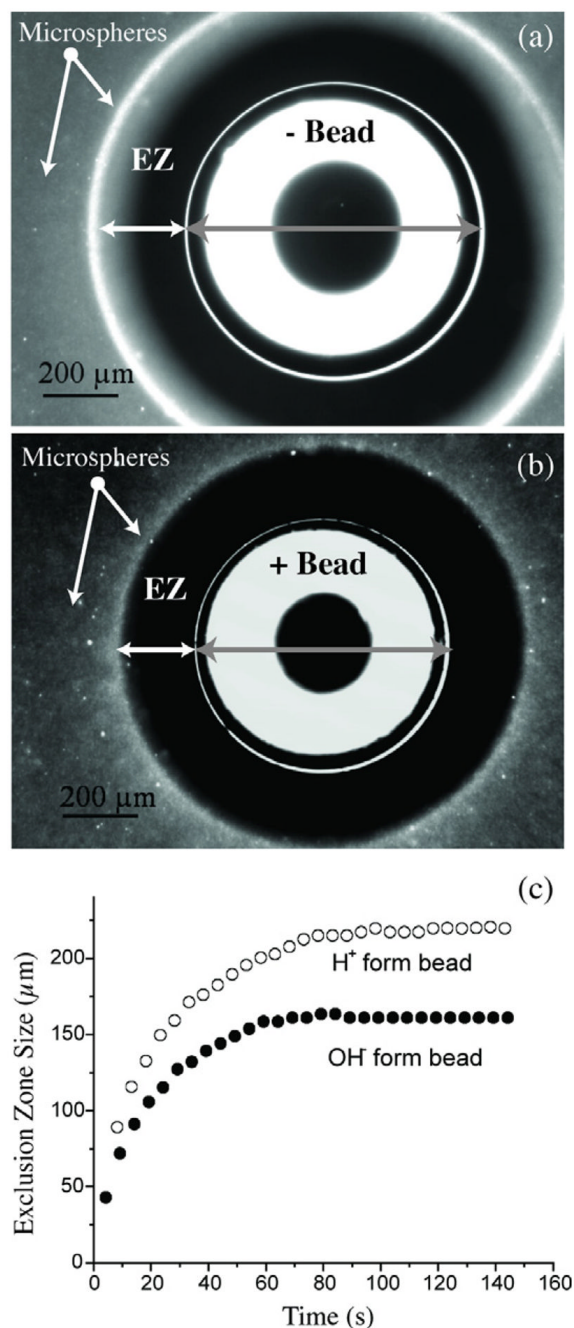 Microspheres
(a)
- Bead
EZ
200 µm
Microspheres
(b)
+ Bead
EZ
200 µm
(c)
200
150
100
50
0
Exclusion Zone Size (µm)
H⁺ form bead
OH⁻ form bead
0 20 40 60 80 100 120 140 160
Time (s)